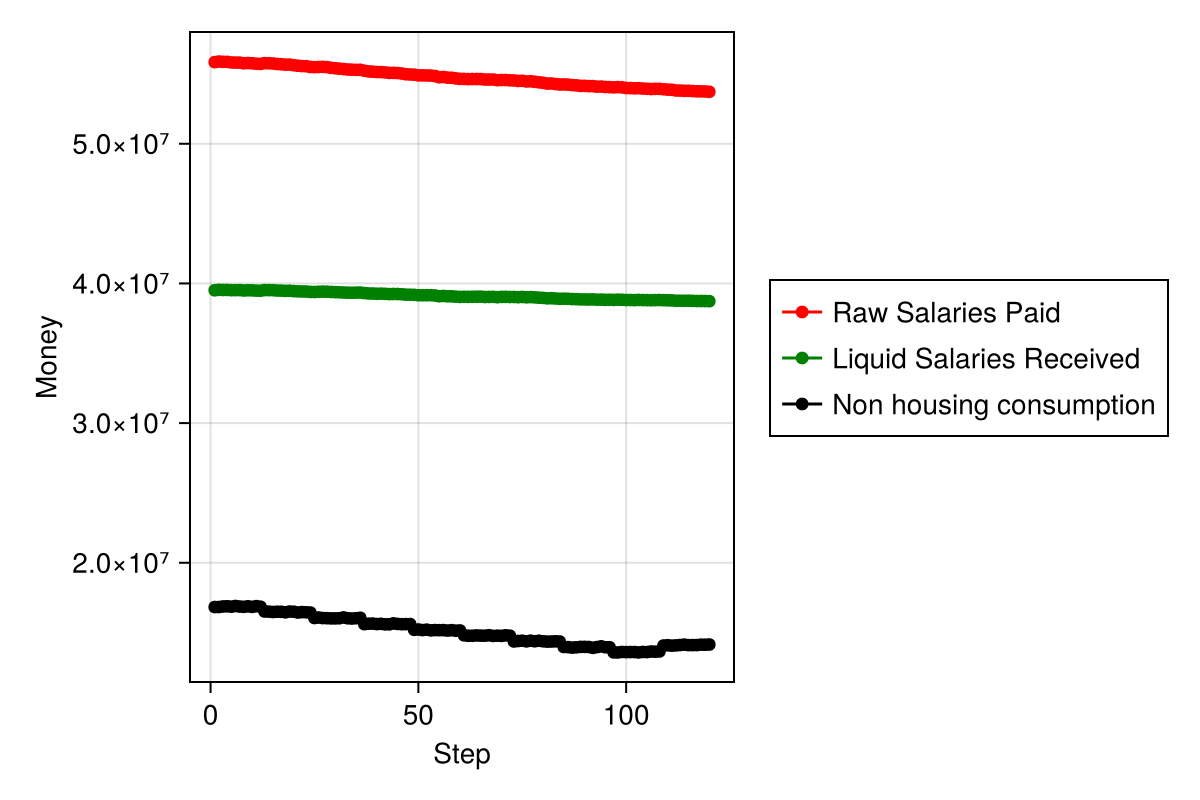 5.0×10⁷
4.0×10⁷
3.0×10⁷
2.0×10⁷
Money
0 50 100
Step
Raw Salaries Paid
Liquid Salaries Received
Non housing consumption